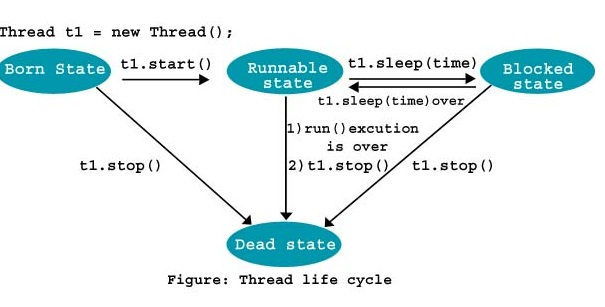 Thread t1 = new Thread();
Born State
t1.start()
Runnable
state
t1.sleep(time)
t1.sleep(time)over
Blocked
state
1)run()excution
is over
2)t1.stop()
t1.stop()
t1.stop()
Dead state
Figure: Thread life cycle